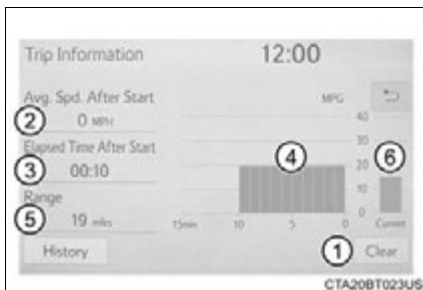 Trip Information 12:00
Avg. Spd. After Start MPG
2 0 MPH 40
Elapsed Time After Start 30
3 00:10 4 20 6
Range 10
5 19 miles 15min 10 5 0 0 Current
History 1 Clear
CTA20BT023US